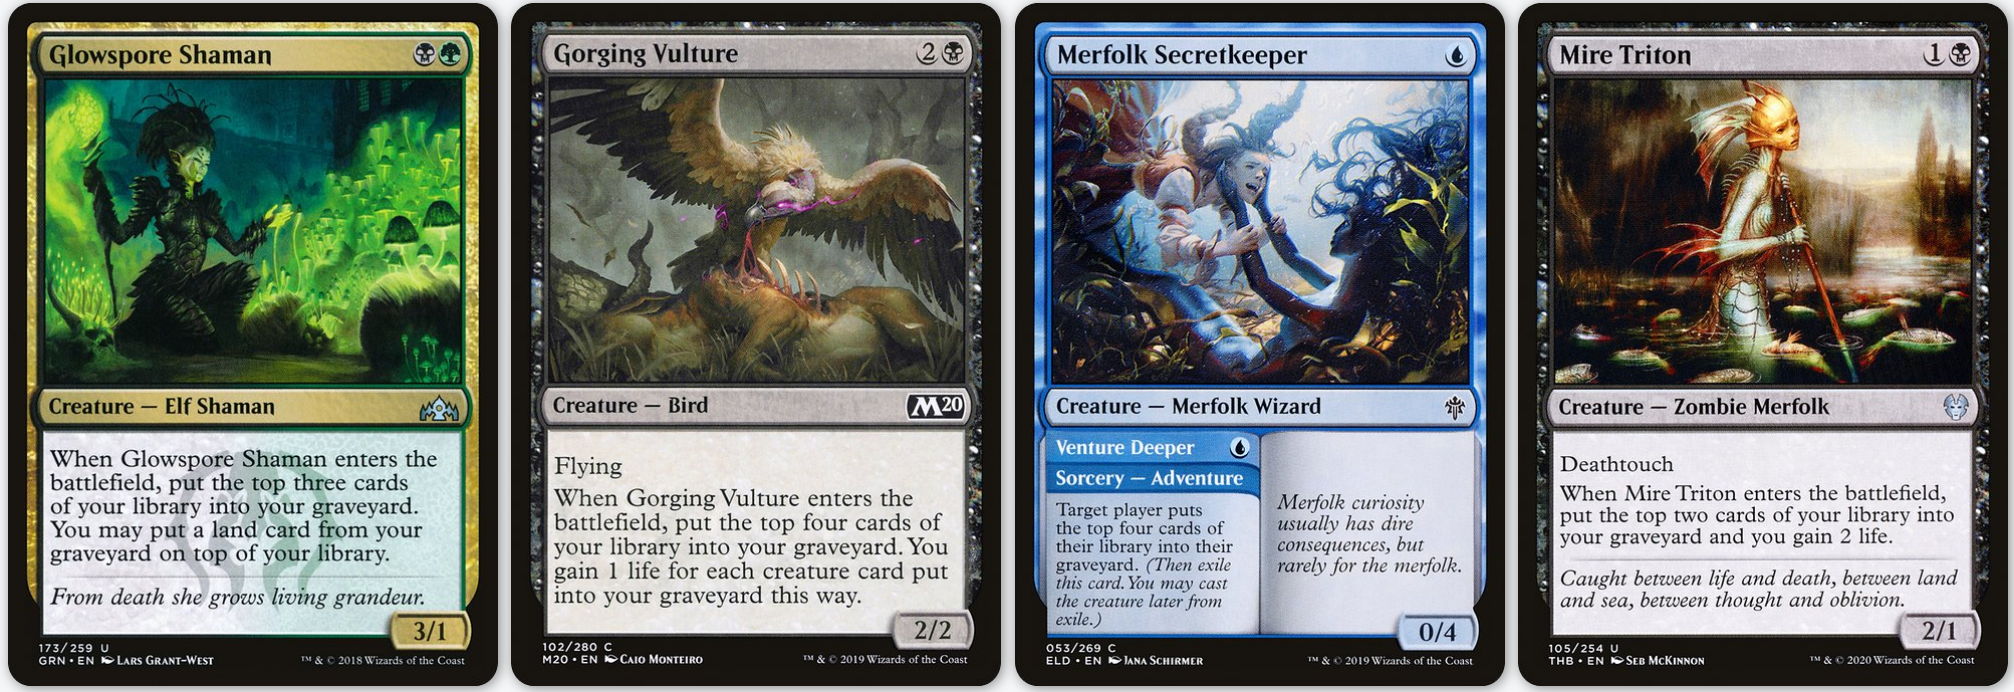 Glowspore Shaman
Creature — Elf Shaman
When Glowspore Shaman enters the
battlefield, put the top three cards
of your library into your graveyard.
You may put a land card from your
graveyard on top of your library.
From death she grows living grandeur.
3/1
173/259 U
GRN • EN Lars Grant-West
™ & © 2018 Wizards of the Coast
Gorging Vulture 2
Creature — Bird
M20
Flying
When Gorging Vulture enters the
battlefield, put the top four cards of
your library into your graveyard. You
gain 1 life for each creature card put
into your graveyard this way.
2/2
102/280 C
M20 • EN Caio Monteiro
™ & © 2019 Wizards of the Coast
Merfolk Secretkeeper
Creature — Merfolk Wizard
Venture Deeper
Sorcery — Adventure
Target player puts
the top four cards of
their library into their
graveyard. (Then exile
this card. You may cast
the creature later from
exile.)
Merfolk curiosity
usually has dire
consequences, but
rarely for the merfolk.
0/4
053/269 C
ELD • EN Jana Schirmer
™ & © 2019 Wizards of the Coast
Mire Triton 1
Creature — Zombie Merfolk
Deathtouch
When Mire Triton enters the battlefield,
put the top two cards of your library into
your graveyard and you gain 2 life.
Caught between life and death, between land
and sea, between thought and oblivion.
2/1
105/254 U
THB • EN Seb McKinnon
™ & © 2020 Wizards of the Coast